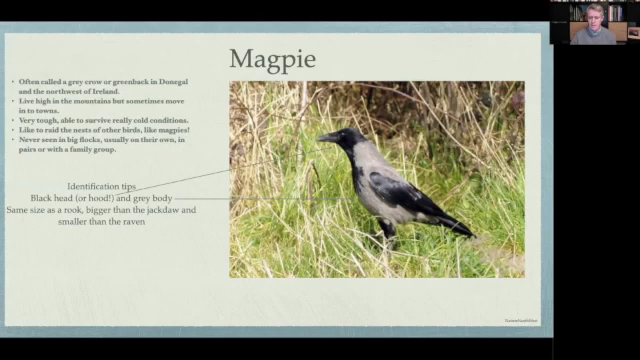 Magpie
• Often called a grey crow or greenback in Donegal
and the northwest of Ireland.
• Live high in the mountains but sometimes move
in to towns.
• Very tough, able to survive really cold conditions.
• Like to raid the nests of other birds, like magpies!
• Never seen in big flocks, usually on their own, in
pairs or with a family group.
Identification tips
Black head (or hood!) and grey body
Same size as a rook, bigger than the jackdaw and
smaller than the raven